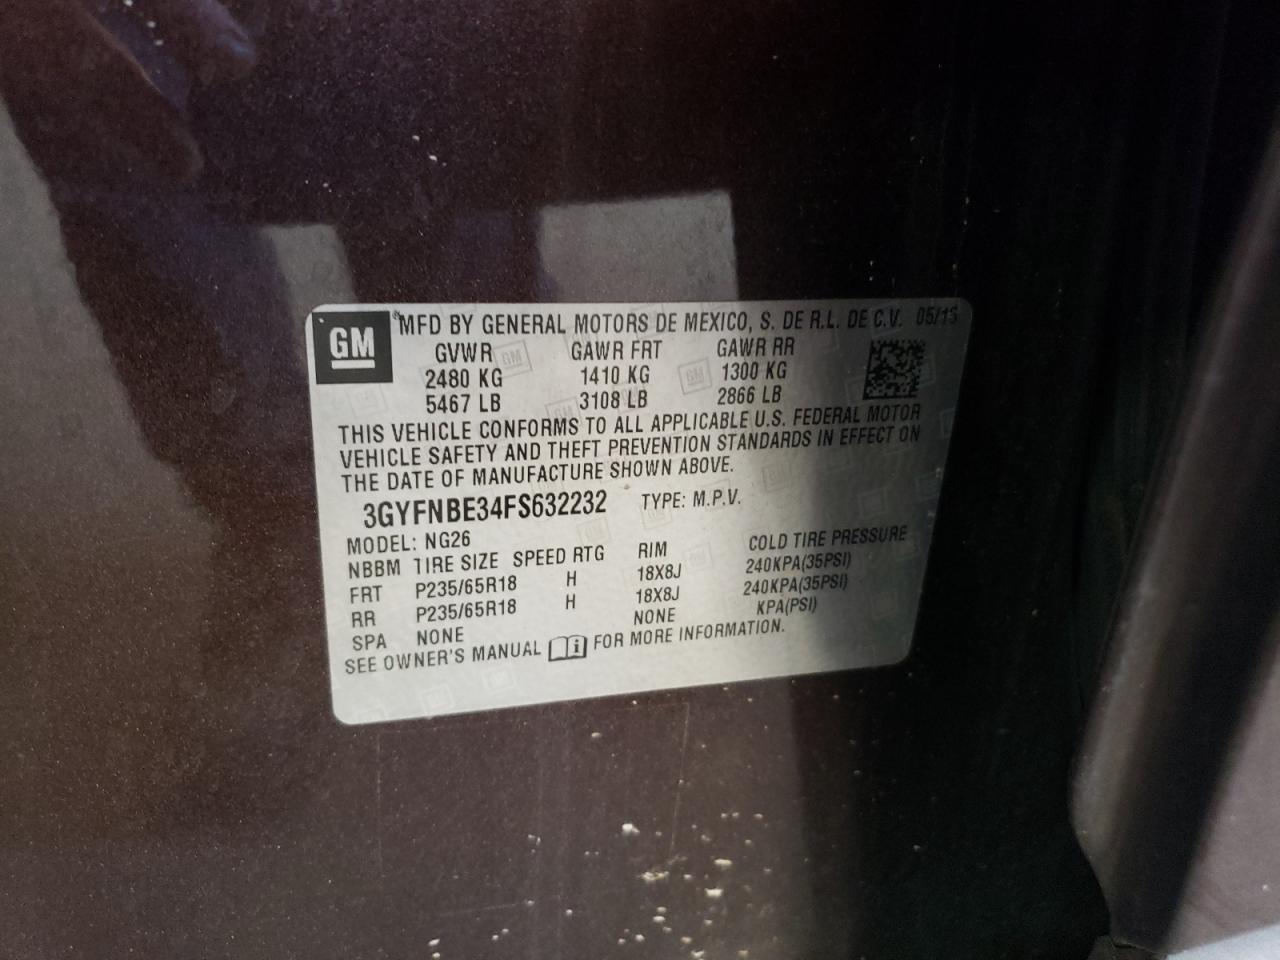 GM ® MFD BY GENERAL MOTORS DE MEXICO, S. DE R.L. DE C.V. 05/15
GVWR GAWR FRT GAWR RR
2480 KG 1410 KG 1300 KG
5467 LB 3108 LB 2866 LB
THIS VEHICLE CONFORMS TO ALL APPLICABLE U.S. FEDERAL MOTOR
VEHICLE SAFETY AND THEFT PREVENTION STANDARDS IN EFFECT ON
THE DATE OF MANUFACTURE SHOWN ABOVE.
3GYFNBE34FS632232 TYPE: M.P.V.
MODEL: NG26
NBBM TIRE SIZE SPEED RTG RIM COLD TIRE PRESSURE
FRT P235/65R18 H 18X8J 240KPA(35PSI)
RR P235/65R18 H 18X8J 240KPA(35PSI)
SPA NONE NONE KPA(PSI)
SEE OWNER'S MANUAL FOR MORE INFORMATION.